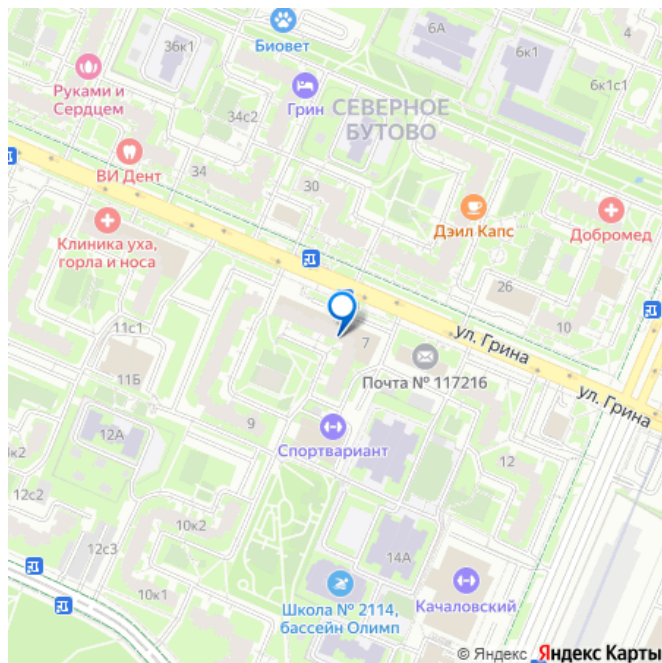 36к1
Биовет
6А
6к1
4
Руками и
Сердцем
34с2
Грин
СЕВЕРНОЕ
БУТОВО
6к1с1
ВИ Дент
34
30
Клиника уха,
горла и носа
Дэйл Капс
Добромед
26
10
11с1
7
ул. Грина
11Б
Почта № 117216
ул. Грина
9
12А
Спортвариант
12
к2
12с2
10к2
12с3
14А
10к1
Школа № 2114,
бассейн Олимп
Качаловский
© Яндекс Яндекс Карты